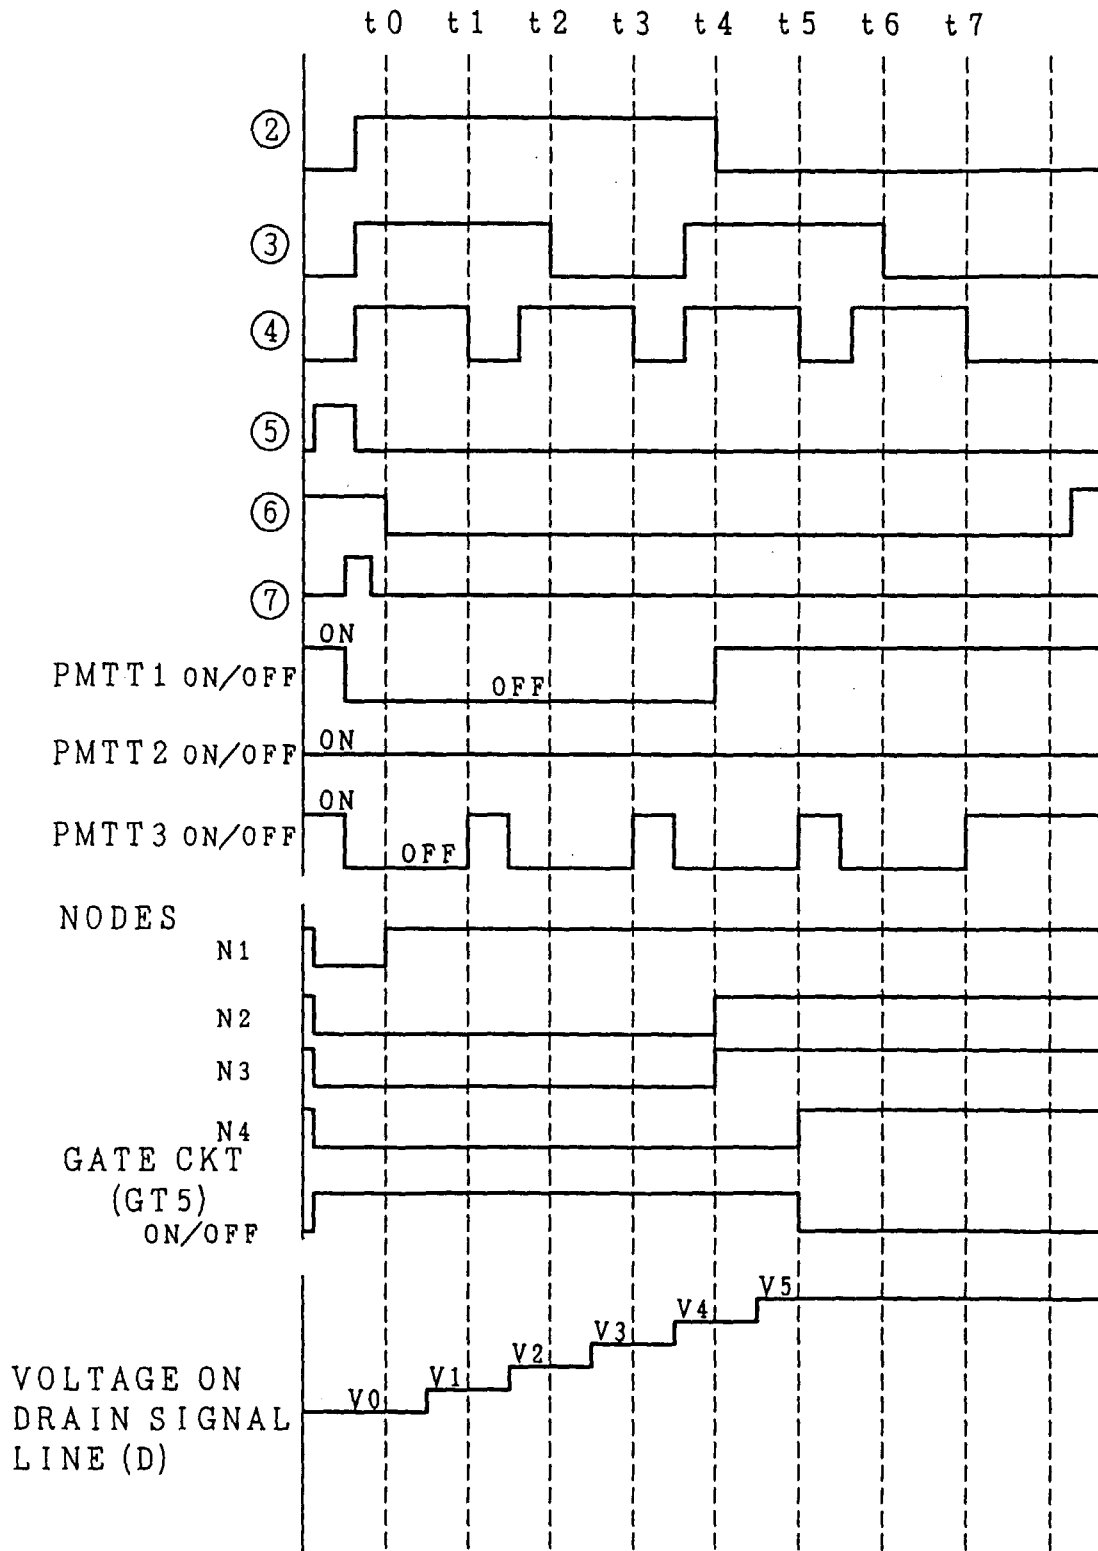 t0 t1 t2 t3 t4 t5 t6 t7
②
③
④
⑤
⑥
⑦
ON
PMTT1 ON/OFF
OFF
ON
PMTT2 ON/OFF
ON
PMTT3 ON/OFF
OFF
NODES
N1
N2
N3
N4
GATE CKT
(GT5)
ON/OFF
V5
V4
V3
V2
V1
V0
VOLTAGE ON
DRAIN SIGNAL
LINE (D)